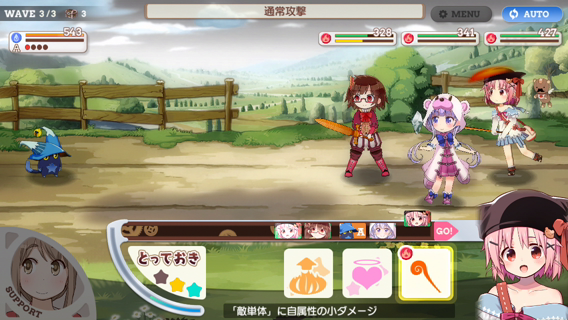 WAVE 3/3 3
通常攻撃
MENU
AUTO
543
A
328
341
427
A
GO!
とっておき
SUPPORT
「敵単体」に自属性の小ダメージ